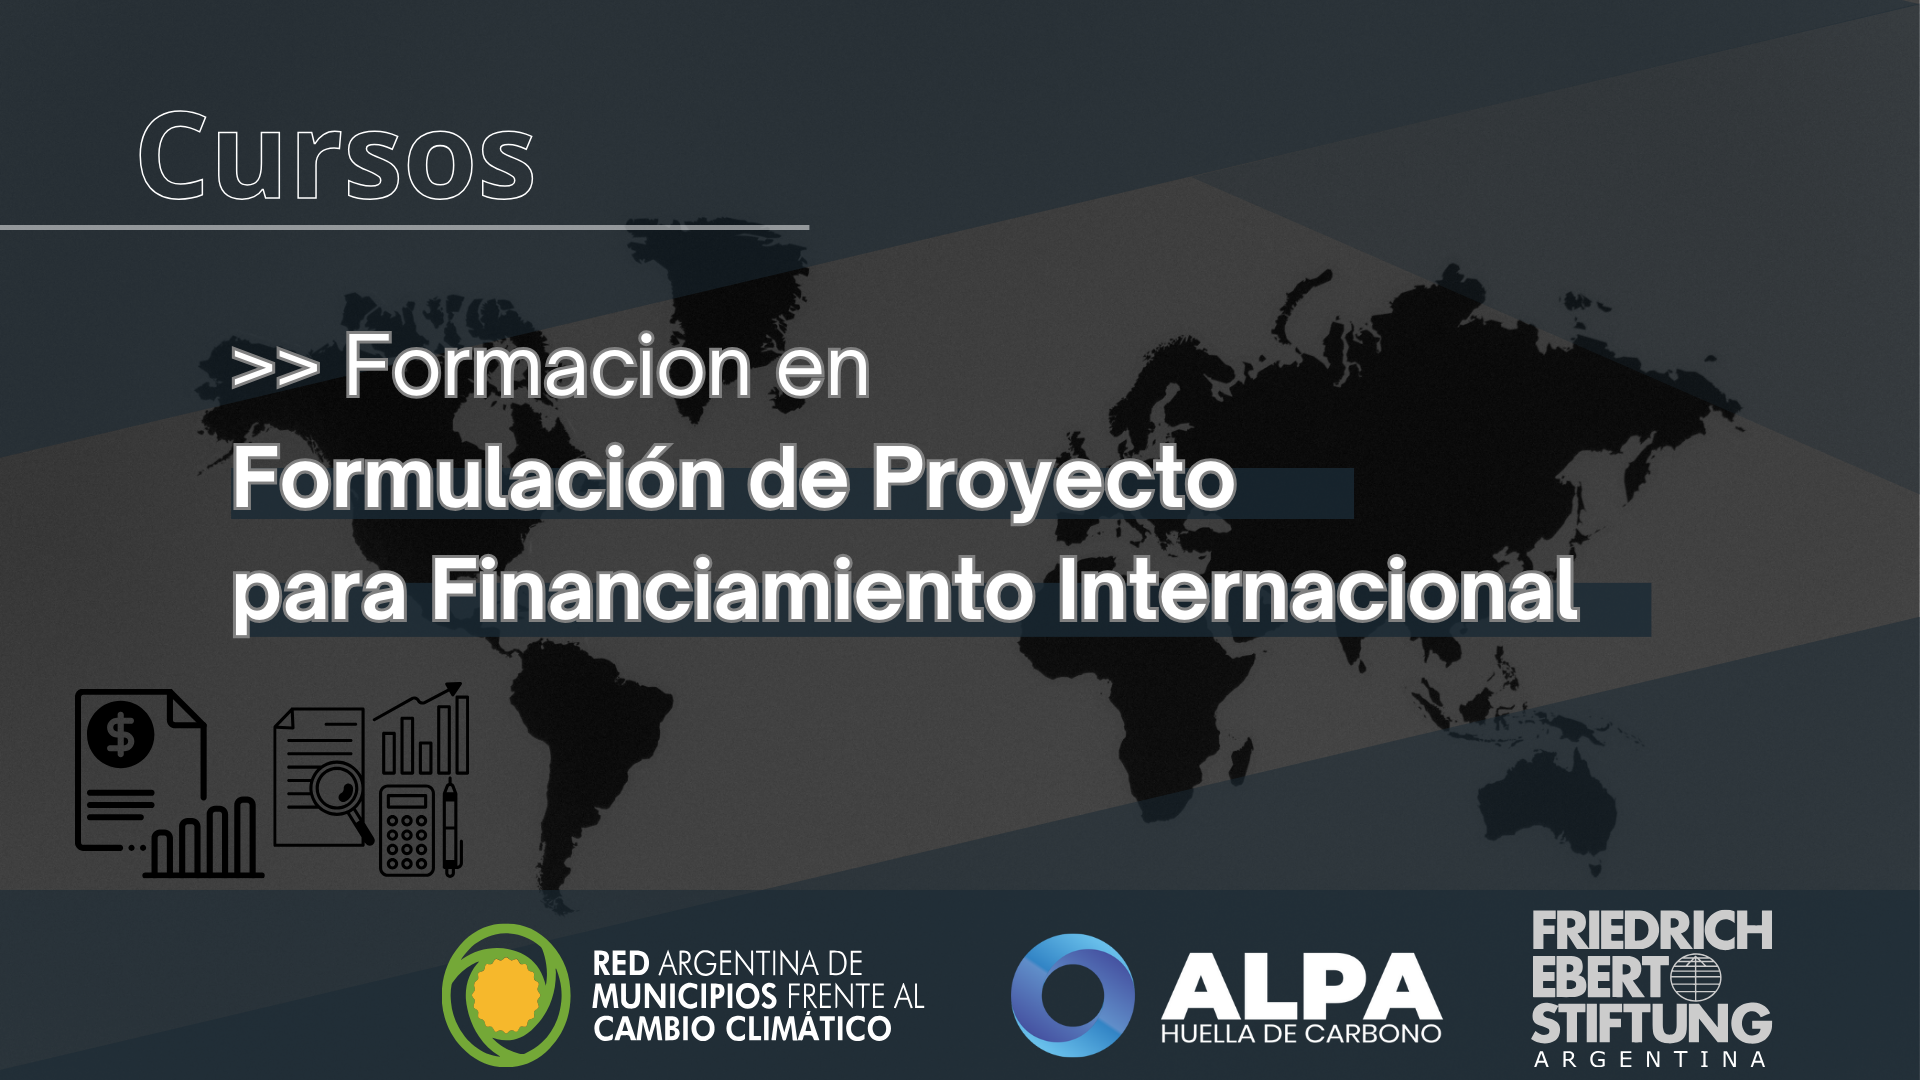 Cursos
>> Formacion en
Formulación de Proyecto
para Financiamiento Internacional
$
RED ARGENTINA DE
MUNICIPIOS FRENTE AL
CAMBIO CLIMÁTICO
ALPA
HUELLA DE CARBONO
FRIEDRICH
EBERT
STIFTUNG
ARGENTINA